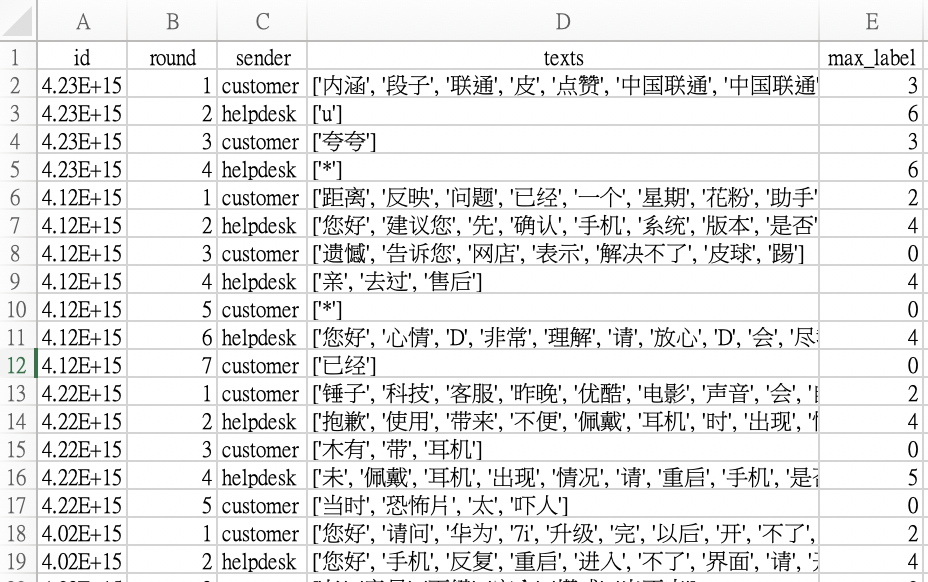 A B C D E
1 id round sender texts max_label
2 4.23E+15 1 customer ['内涵', '段子', '联通', '皮', '点赞', '中国联通', '中国联通' 3
3 4.23E+15 2 helpdesk ['u'] 6
4 4.23E+15 3 customer ['夸夸'] 3
5 4.23E+15 4 helpdesk ['*'] 6
6 4.12E+15 1 customer ['距离', '反映', '问题', '已经', '一个', '星期', '花粉', '助手' 2
7 4.12E+15 2 helpdesk ['您好', '建议您', '先', '确认', '手机', '系统', '版本', '是否' 4
8 4.12E+15 3 customer ['遗憾', '告诉您', '网店', '表示', '解决不了', '皮球', '踢'] 0
9 4.12E+15 4 helpdesk ['亲', '去过', '售后'] 4
10 4.12E+15 5 customer ['*'] 0
11 4.12E+15 6 helpdesk ['您好', '心情', 'D', '非常', '理解', '请', '放心', 'D', '会', '尽 4
12 4.12E+15 7 customer ['已经'] 0
13 4.22E+15 1 customer ['锤子', '科技', '客服', '昨晚', '优酷', '电影', '声音', '会', ' 2
14 4.22E+15 2 helpdesk ['抱歉', '使用', '带来', '不便', '佩戴', '耳机', '时', '出现', ' 4
15 4.22E+15 3 customer ['木有', '带', '耳机'] 0
16 4.22E+15 4 helpdesk ['未', '佩戴', '耳机', '出现', '情况', '请', '重启', '手机', '是否 5
17 4.22E+15 5 customer ['当时', '恐怖片', '太', '吓人'] 0
18 4.02E+15 1 customer ['您好', '请问', '华为', '7i', '升级', '完', '以后', '开', '不了', 2
19 4.02E+15 2 helpdesk ['您好', '手机', '反复', '重启', '进入', '不了', '界面', '请', ' 4